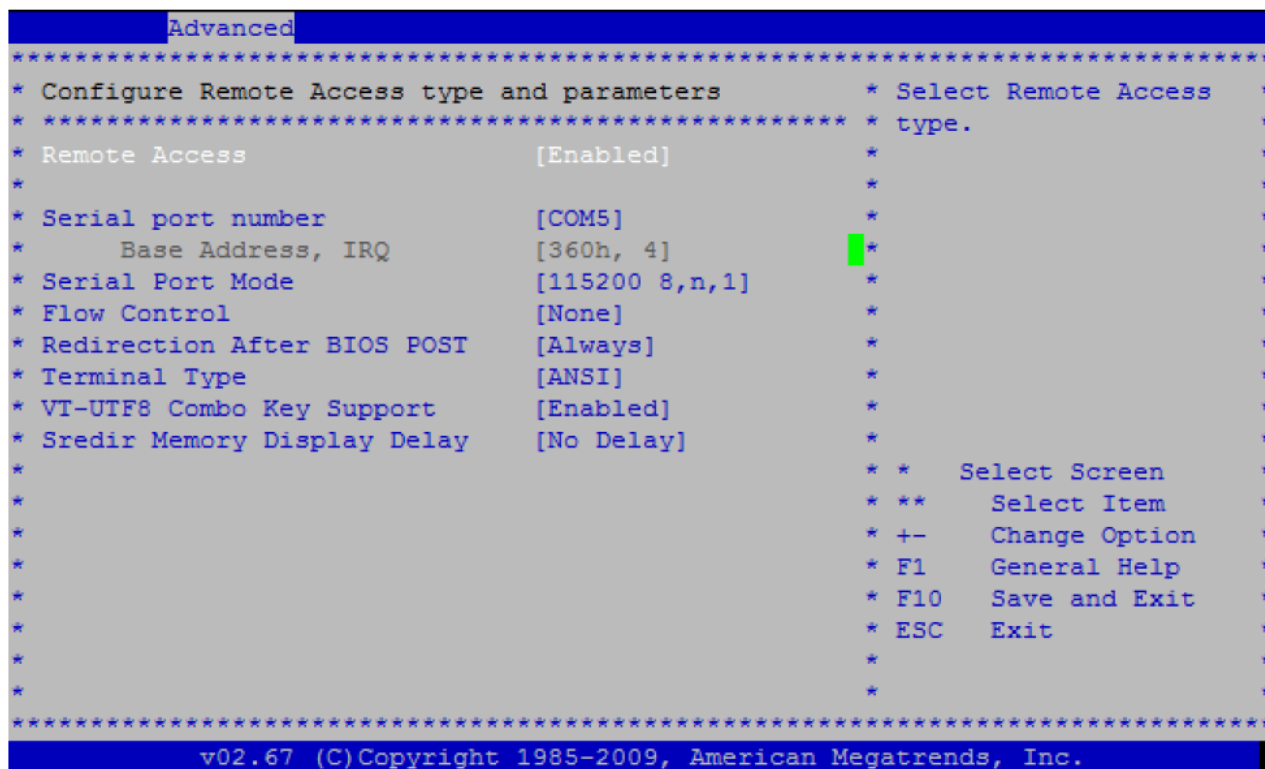 Advanced
********************************************************************************
* Configure Remote Access type and parameters * Select Remote Access *
* *************************************************** * type. *
* Remote Access [Enabled] * *
* * *
* Serial port number [COM5] * *
* Base Address, IRQ [360h, 4] * *
* Serial Port Mode [115200 8,n,1] * *
* Flow Control [None] * *
* Redirection After BIOS POST [Always] * *
* Terminal Type [ANSI] * *
* VT-UTF8 Combo Key Support [Enabled] * *
* Sredir Memory Display Delay [No Delay] * *
* * * Select Screen *
* * ** Select Item *
* * +- Change Option *
* * F1 General Help *
* * F10 Save and Exit *
* * ESC Exit *
* * *
* * *
********************************************************************************
v02.67 (C)Copyright 1985-2009, American Megatrends, Inc.